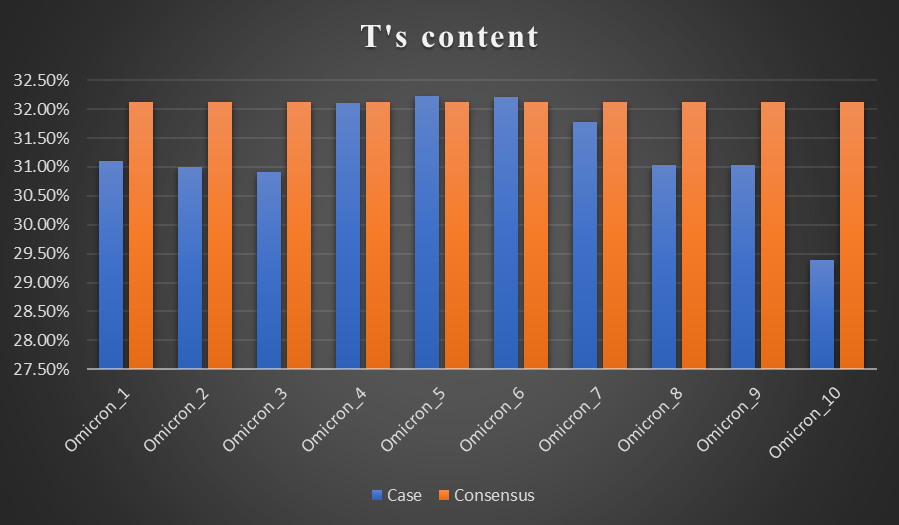 T's content
32.50%
32.00%
31.50%
31.00%
30.50%
30.00%
29.50%
29.00%
28.50%
28.00%
27.50%
Omicron_1
Omicron_2
Omicron_3
Omicron_4
Omicron_5
Omicron_6
Omicron_7
Omicron_8
Omicron_9
Omicron_10
Case Consensus